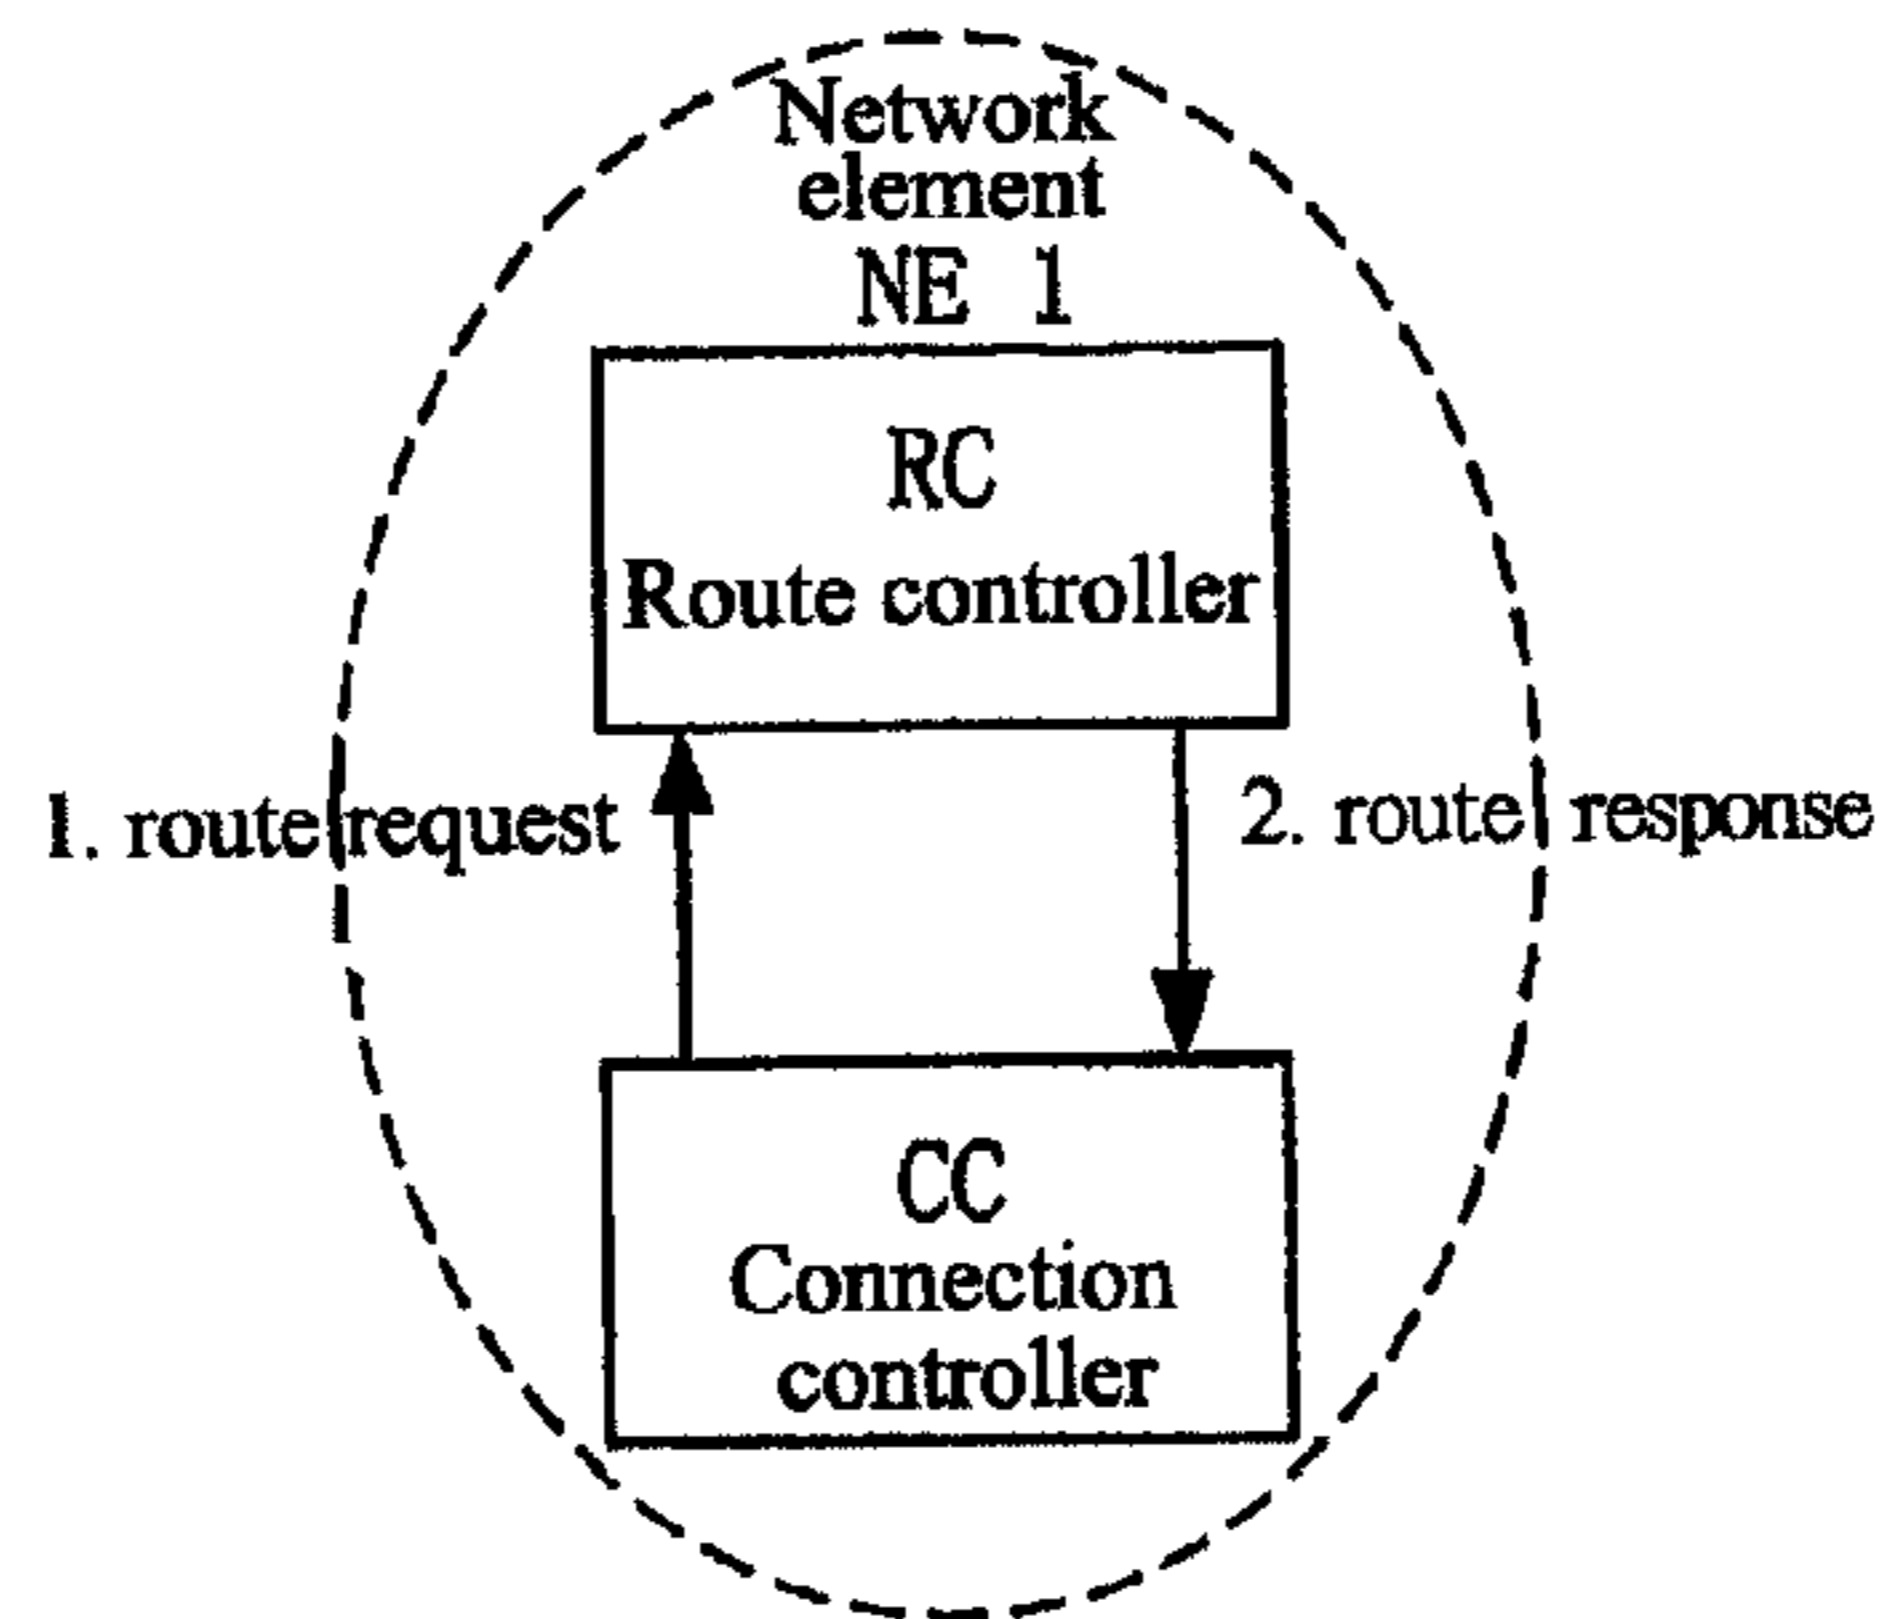 Network
element
NE 1
RC
Route controller
1. route request
2. route response
CC
Connection
controller